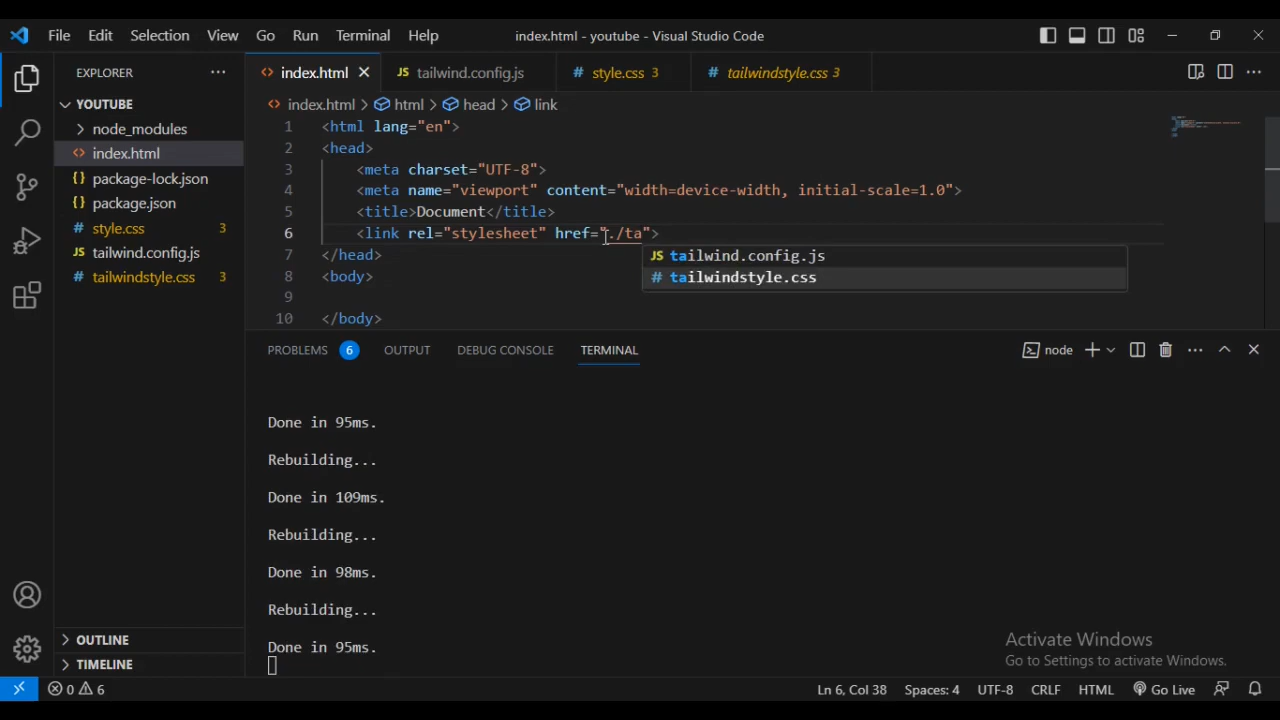 File Edit Selection View Go Run Terminal Help index.html - youtube - Visual Studio Code
EXPLORER ...
YOUTUBE
node_modules
index.html
package-lock.json
package.json
style.css 3
tailwind.config.js
tailwindstyle.css 3
OUTLINE
TIMELINE
index.html tailwind.config.js style.css 3 tailwindstyle.css 3
index.html > html > head > link
1 <html lang="en">
2 <head>
3 <meta charset="UTF-8">
4 <meta name="viewport" content="width=device-width, initial-scale=1.0">
5 <title>Document</title>
6 <link rel="stylesheet" href="./ta">
JS tailwind.config.js
# tailwindstyle.css
7 </head>
8 <body>
9
10 </body>
PROBLEMS 6 OUTPUT DEBUG CONSOLE TERMINAL node
Done in 95ms.
Rebuilding...
Done in 109ms.
Rebuilding...
Done in 98ms.
Rebuilding...
Done in 95ms.
Activate Windows
Go to Settings to activate Windows.
0 6 Ln 6, Col 38 Spaces: 4 UTF-8 CRLF HTML Go Live